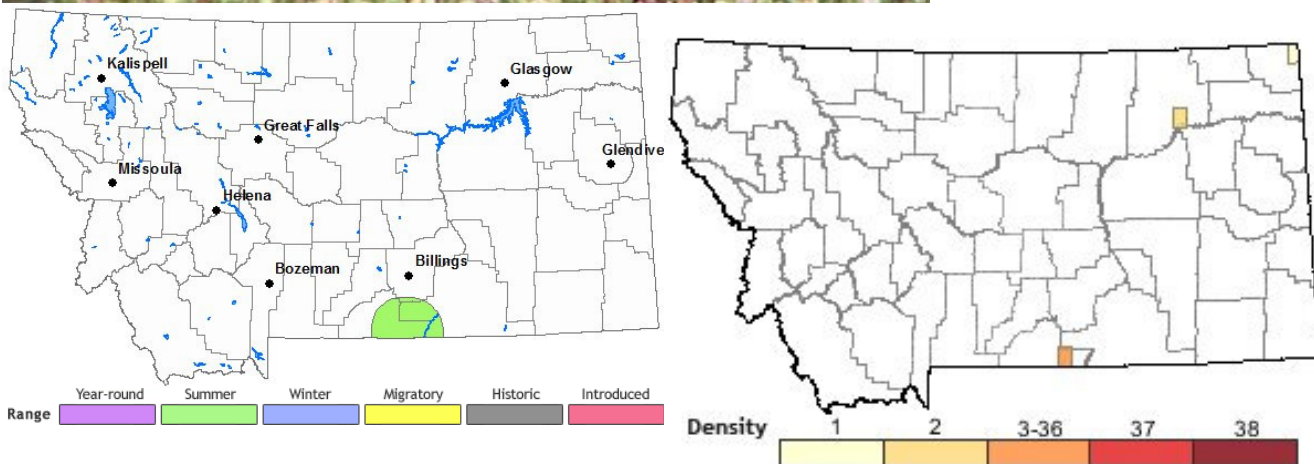 Kalispell
Glasgow
Great Falls
Glendive
Missoula
Helena
Bozeman
Billings
Range Year-round Summer Winter Migratory Historic Introduced
Density 1 2 3-36 37 38